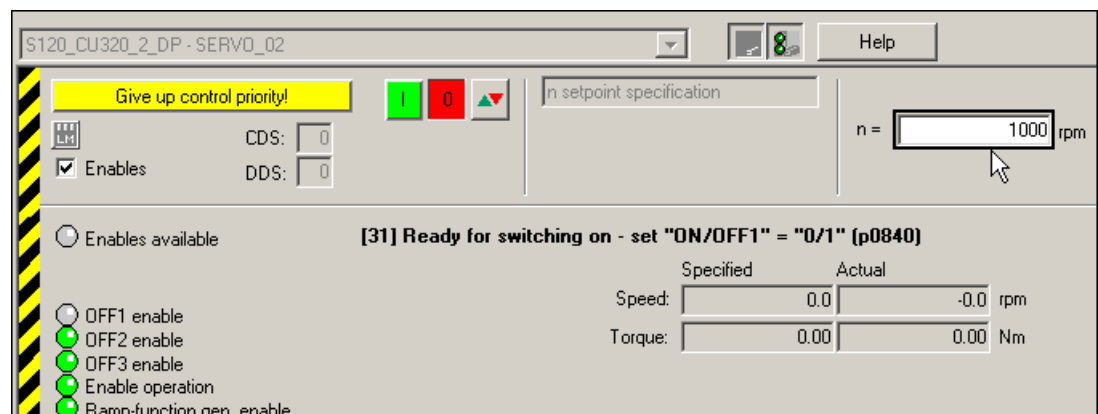 S120_CU320_2_DP - SERVO_02
Help
Give up control priority!
I
0
n setpoint specification
n =
1000
rpm
LM
CDS:
0
Enables
DDS:
0
Enables available
[31] Ready for switching on - set "ON/OFF1" = "0/1" (p0840)
Specified Actual
Speed: 0.0 -0.0 rpm
OFF1 enable
Torque: 0.00 0.00 Nm
OFF2 enable
OFF3 enable
Enable operation
Ramp-function gen. enable